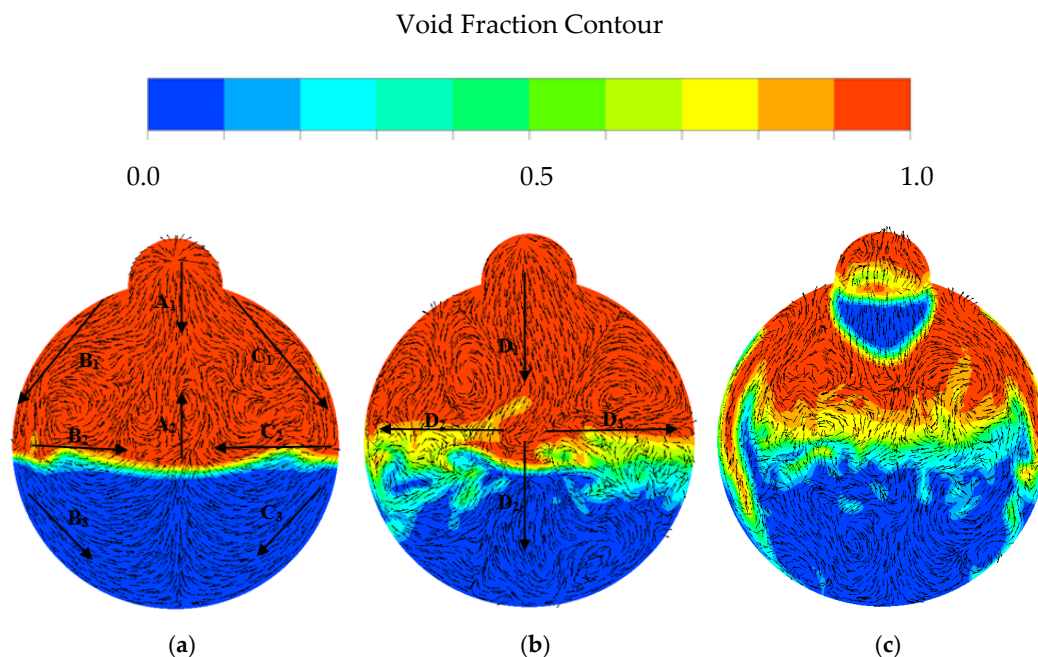 Void Fraction Contour
0.0 0.5 1.0
A₁
B₁
C₁
A₂
B₂
C₂
B₃
C₃
D₁
D₂
D₃
D₂
(a) (b) (c)